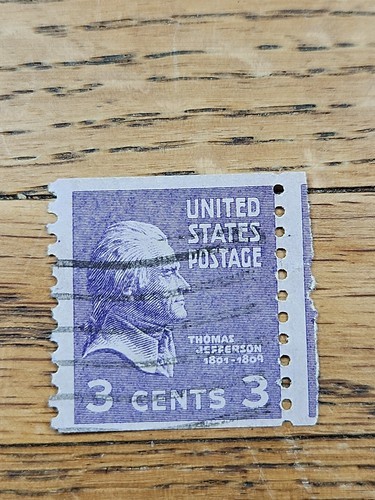 UNITED
STATES
POSTAGE
THOMAS
JEFFERSON
1801-1809
3 CENTS 3